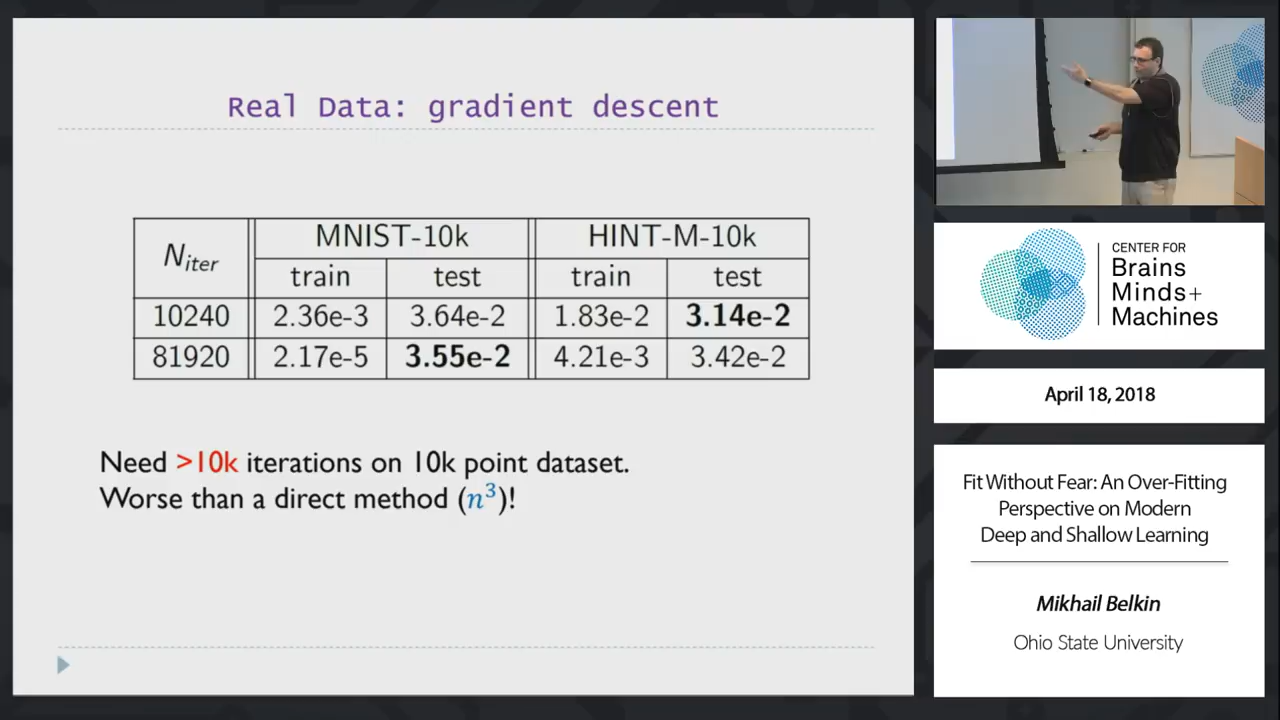 Real Data: gradient descent
N_iter MNIST-10k HINT-M-10k
train test train test
10240 2.36e-3 3.64e-2 1.83e-2 3.14e-2
81920 2.17e-5 3.55e-2 4.21e-3 3.42e-2
Need >10k iterations on 10k point dataset.
Worse than a direct method (n³)!
CENTER FOR
Brains
Minds+
Machines
April 18, 2018
Fit Without Fear: An Over-Fitting
Perspective on Modern
Deep and Shallow Learning
Mikhail Belkin
Ohio State University